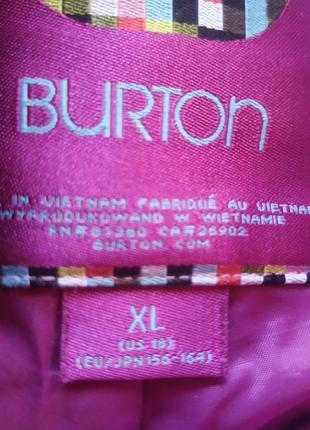 BURTON
IN VIETNAM FABRIQUÉ AU VIETNAM
WYPRODUKOWANO W WIETNAMIE
RN# 81360 CA# 26902
BURTON.COM
XL
(US 18)
(EU/JPN 156-164)